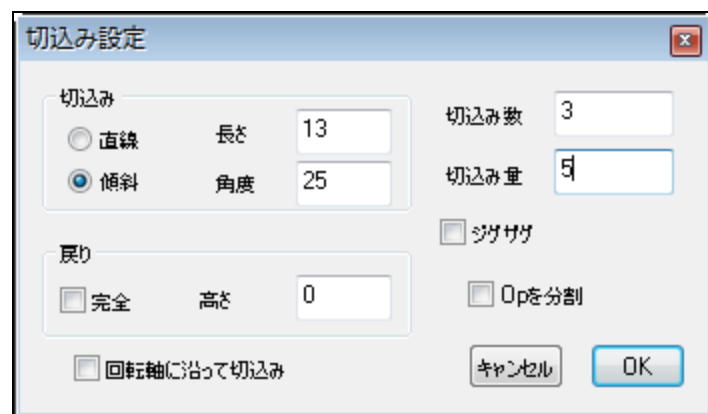 切込み設定
切込み
直線
長さ
13
傾斜
角度
25
切込み数
3
切込み量
5
ジグザグ
戻り
完全
高さ
0
Opを分割
回転軸に沿って切込み
キャンセル
OK